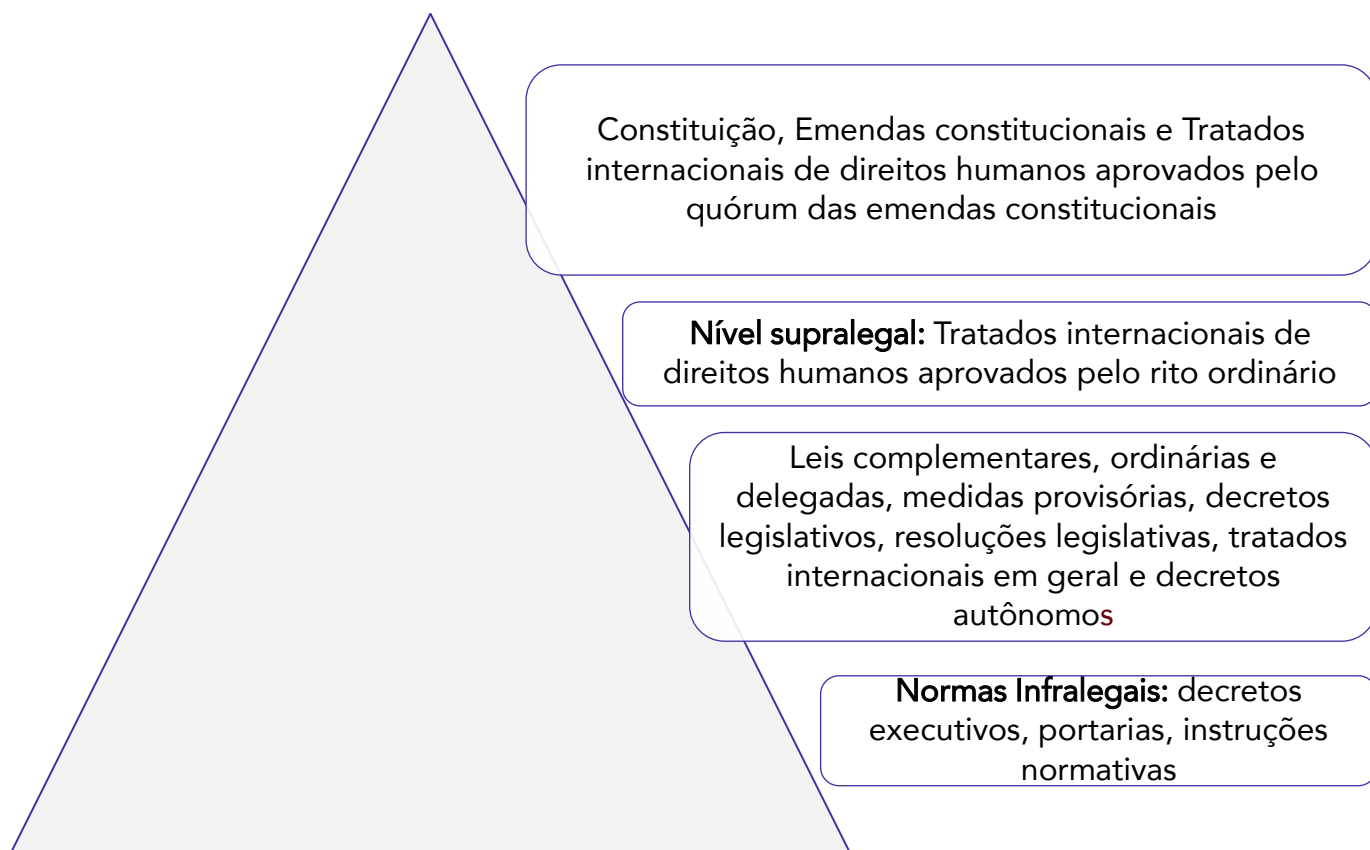 Constituição, Emendas constitucionais e Tratados
internacionais de direitos humanos aprovados pelo
quórum das emendas constitucionais
Nível supralegal: Tratados internacionais de
direitos humanos aprovados pelo rito ordinário
Leis complementares, ordinárias e
delegadas, medidas provisórias, decretos
legislativos, resoluções legislativas, tratados
internacionais em geral e decretos
autônomos
Normas Infralegais: decretos
executivos, portarias, instruções
normativas